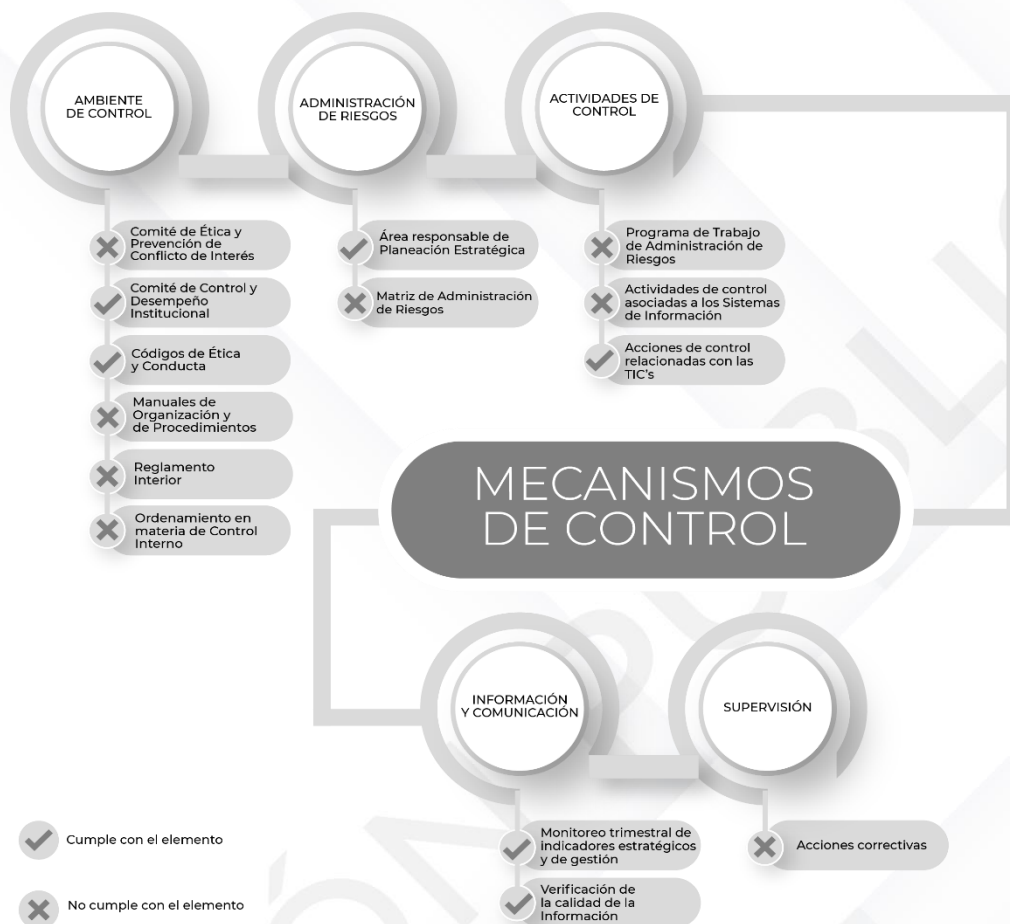 AMBIENTE
DE CONTROL
ADMINISTRACIÓN
DE RIESGOS
ACTIVIDADES DE
CONTROL
Comité de Ética y
Prevención de
Conflicto de Interés
Comité de Control y
Desempeño
Institucional
Códigos de Ética
y Conducta
Manuales de
Organización y
de Procedimientos
Reglamento
Interior
Ordenamiento en
materia de Control
Interno
Área responsable de
Planeación Estratégica
Matriz de Administración
de Riesgos
Programa de Trabajo
de Administración de
Riesgos
Actividades de control
asociadas a los Sistemas
de Información
Acciones de control
relacionadas con las
TIC's
MECANISMOS
DE CONTROL
INFORMACIÓN
Y COMUNICACIÓN
SUPERVISIÓN
Monitoreo trimestral de
indicadores estratégicos
y de gestión
Verificación de
la calidad de la
Información
Acciones correctivas
Cumple con el elemento
No cumple con el elemento